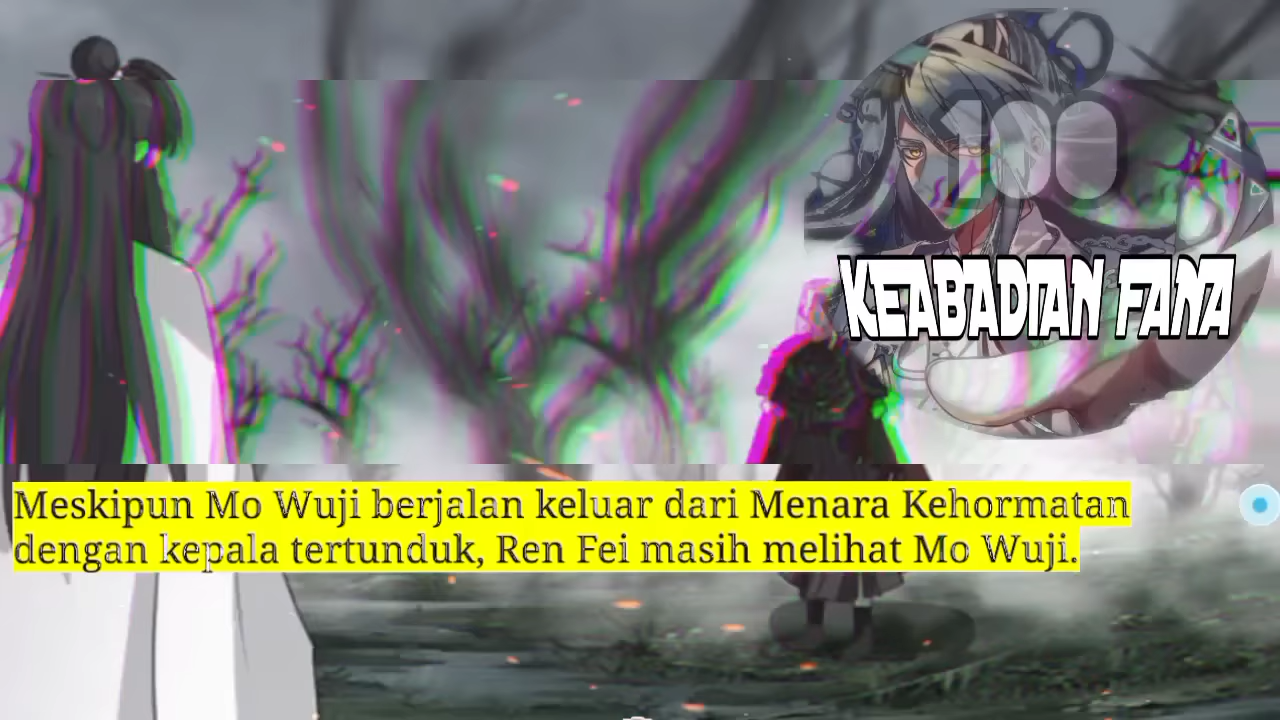 100
KEABADIAN FANA
Meskipun Mo Wuji berjalan keluar dari Menara Kehormatan
dengan kepala tertunduk, Ren Fei masih melihat Mo Wuji.